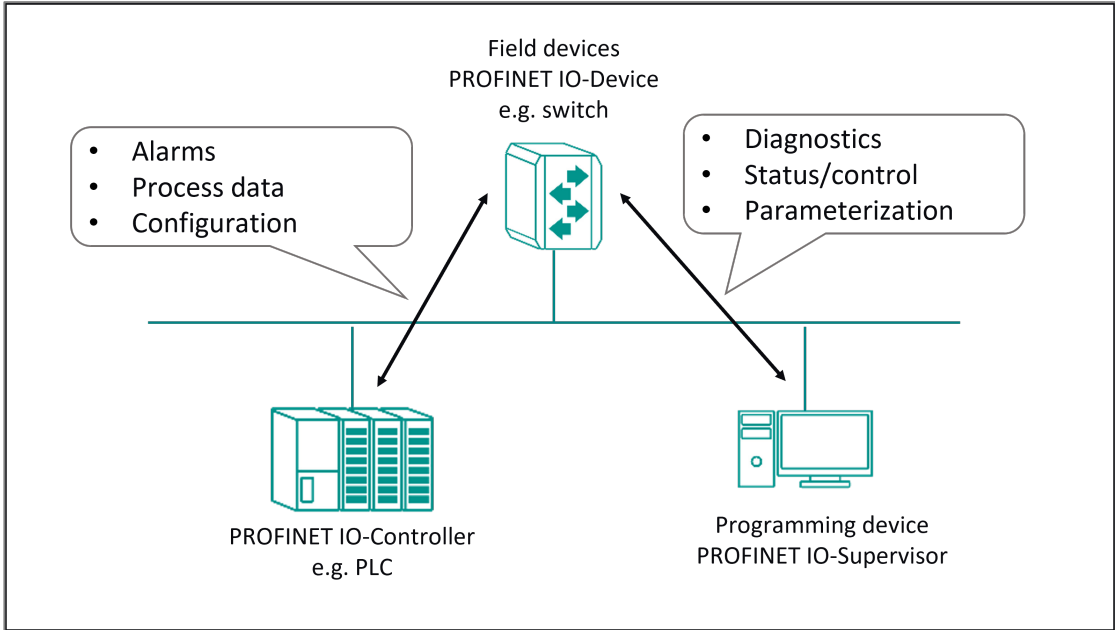 Field devices
PROFINET IO-Device
e.g. switch
• Alarms
• Process data
• Configuration
• Diagnostics
• Status/control
• Parameterization
PROFINET IO-Controller
e.g. PLC
Programming device
PROFINET IO-Supervisor